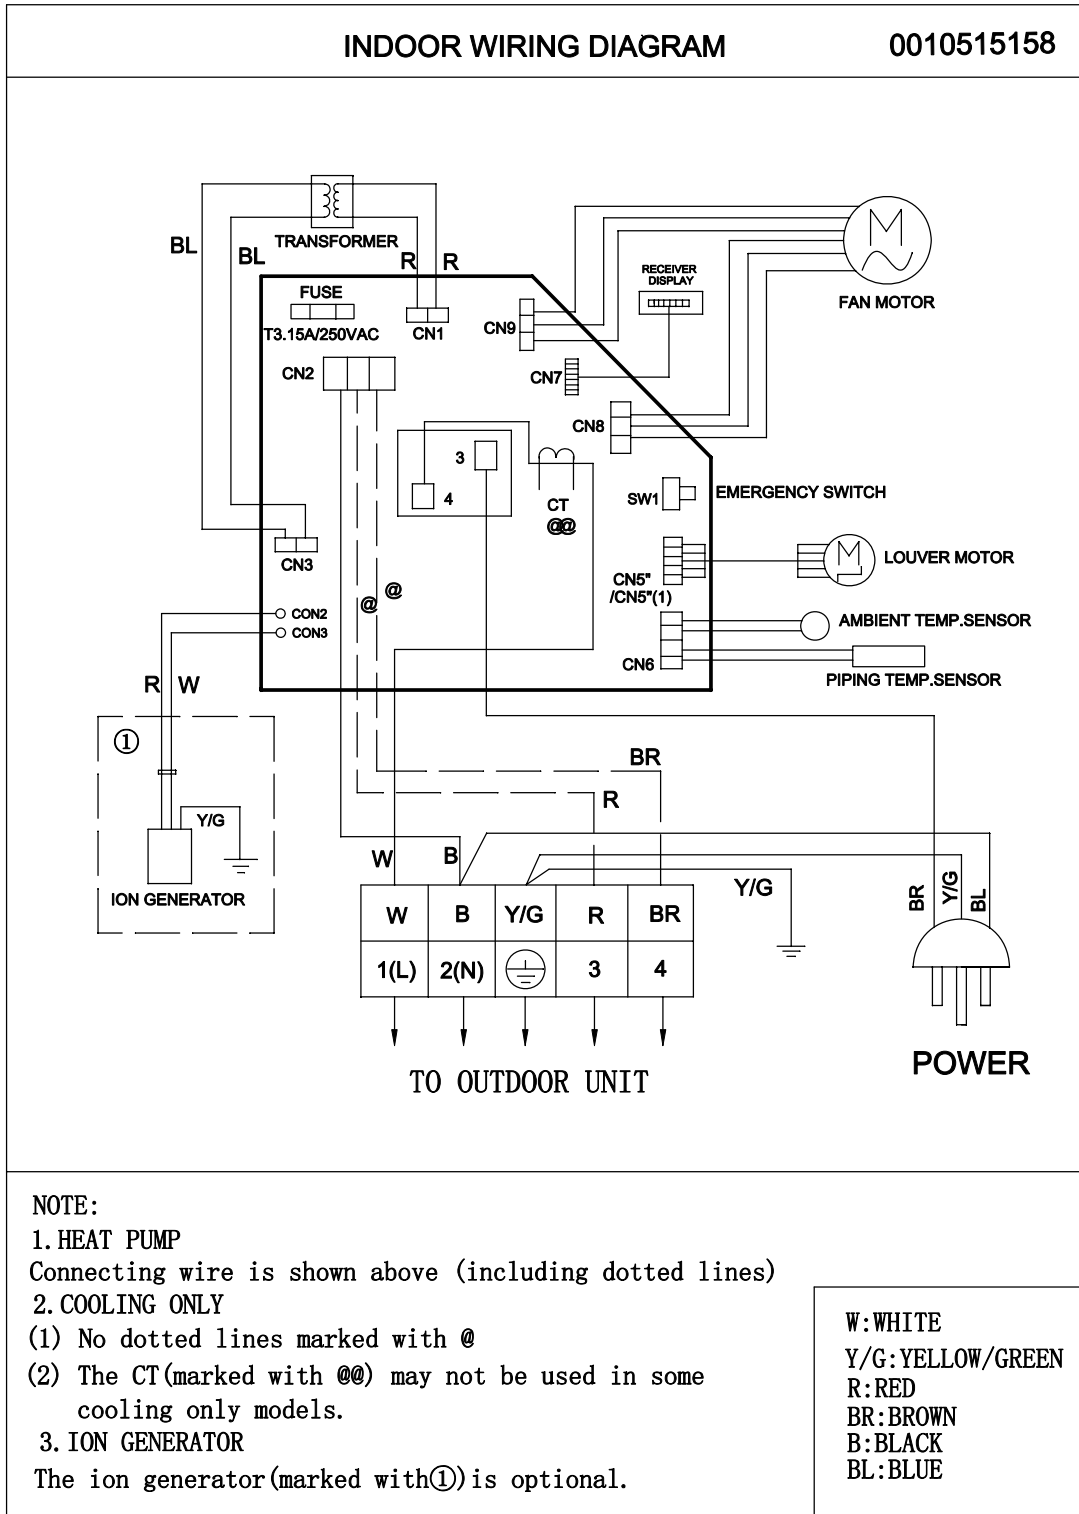 INDOOR WIRING DIAGRAM
0010515158
BL
BL
TRANSFORMER
R
R
RECEIVER
DISPLAY
FAN MOTOR
FUSE
T3.15A/250VAC
CN1
CN9
CN2
CN7
CN8
3
4
CT
@@
SW1
EMERGENCY SWITCH
CN3
CN5"
/CN5"(1)
LOUVER MOTOR
@
@
CON2
CON3
AMBIENT TEMP.SENSOR
CN6
PIPING TEMP.SENSOR
R
W
①
Y/G
ION GENERATOR
BR
R
W
B
Y/G
BR
Y/G
BL
W B Y/G R BR
1(L) 2(N) 3 4
TO OUTDOOR UNIT
POWER
NOTE:
1.HEAT PUMP
Connecting wire is shown above (including dotted lines)
2.COOLING ONLY
(1) No dotted lines marked with @
(2) The CT(marked with @@) may not be used in some
cooling only models.
3.ION GENERATOR
The ion generator(marked with①)is optional.
W:WHITE
Y/G:YELLOW/GREEN
R:RED
BR:BROWN
B:BLACK
BL:BLUE